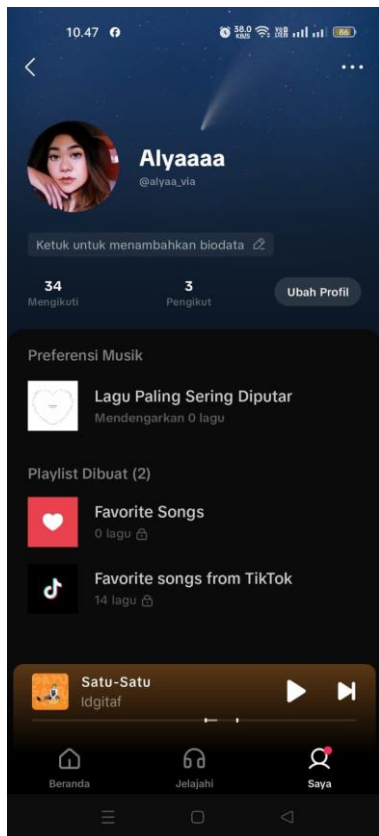 10.47
38.0
KB/S
VoB
LTE
86
Alyaaaa
@alyaa_via
Ketuk untuk menambahkan biodata
34
Mengikuti
3
Pengikut
Ubah Profil
Preferensi Musik
Lagu Paling Sering Diputar
Mendengarkan 0 lagu
Playlist Dibuat (2)
Favorite Songs
0 lagu
Favorite songs from TikTok
14 lagu
Satu-Satu
Idgitaf
Beranda
Jelajahi
Saya